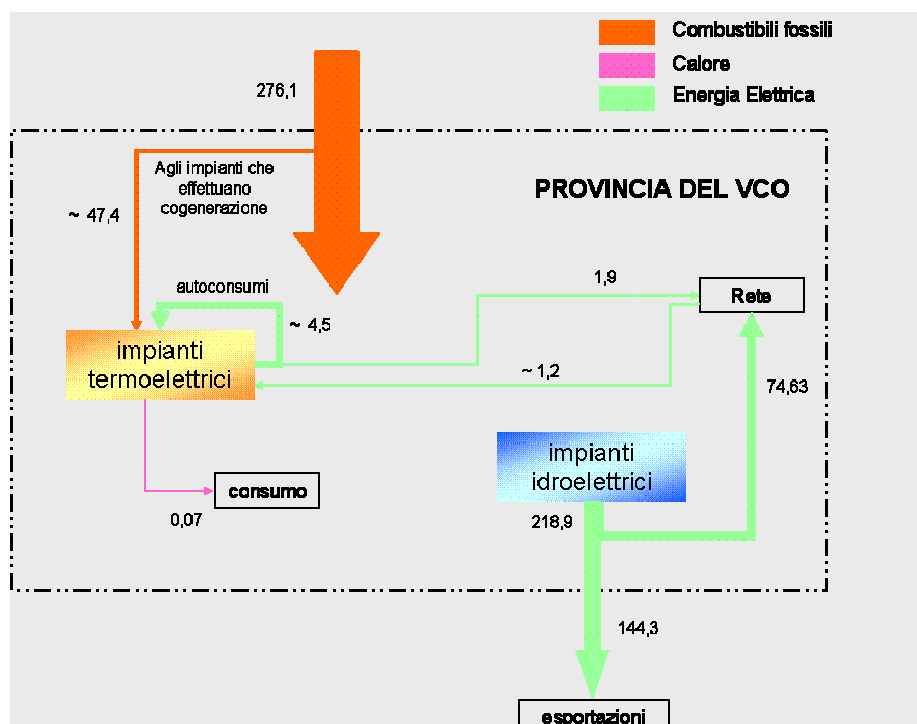 Combustibili fossili
Calore
Energia Elettrica
276,1
Agli impianti che
effettuano
cogenerazione
~ 47,4
PROVINCIA DEL VCO
autoconsumi
~ 4,5
1,9
Rete
impianti
termoelettrici
~ 1,2
74,63
impianti
idroelettrici
consumo
0,07
218,9
144,3
esportazioni